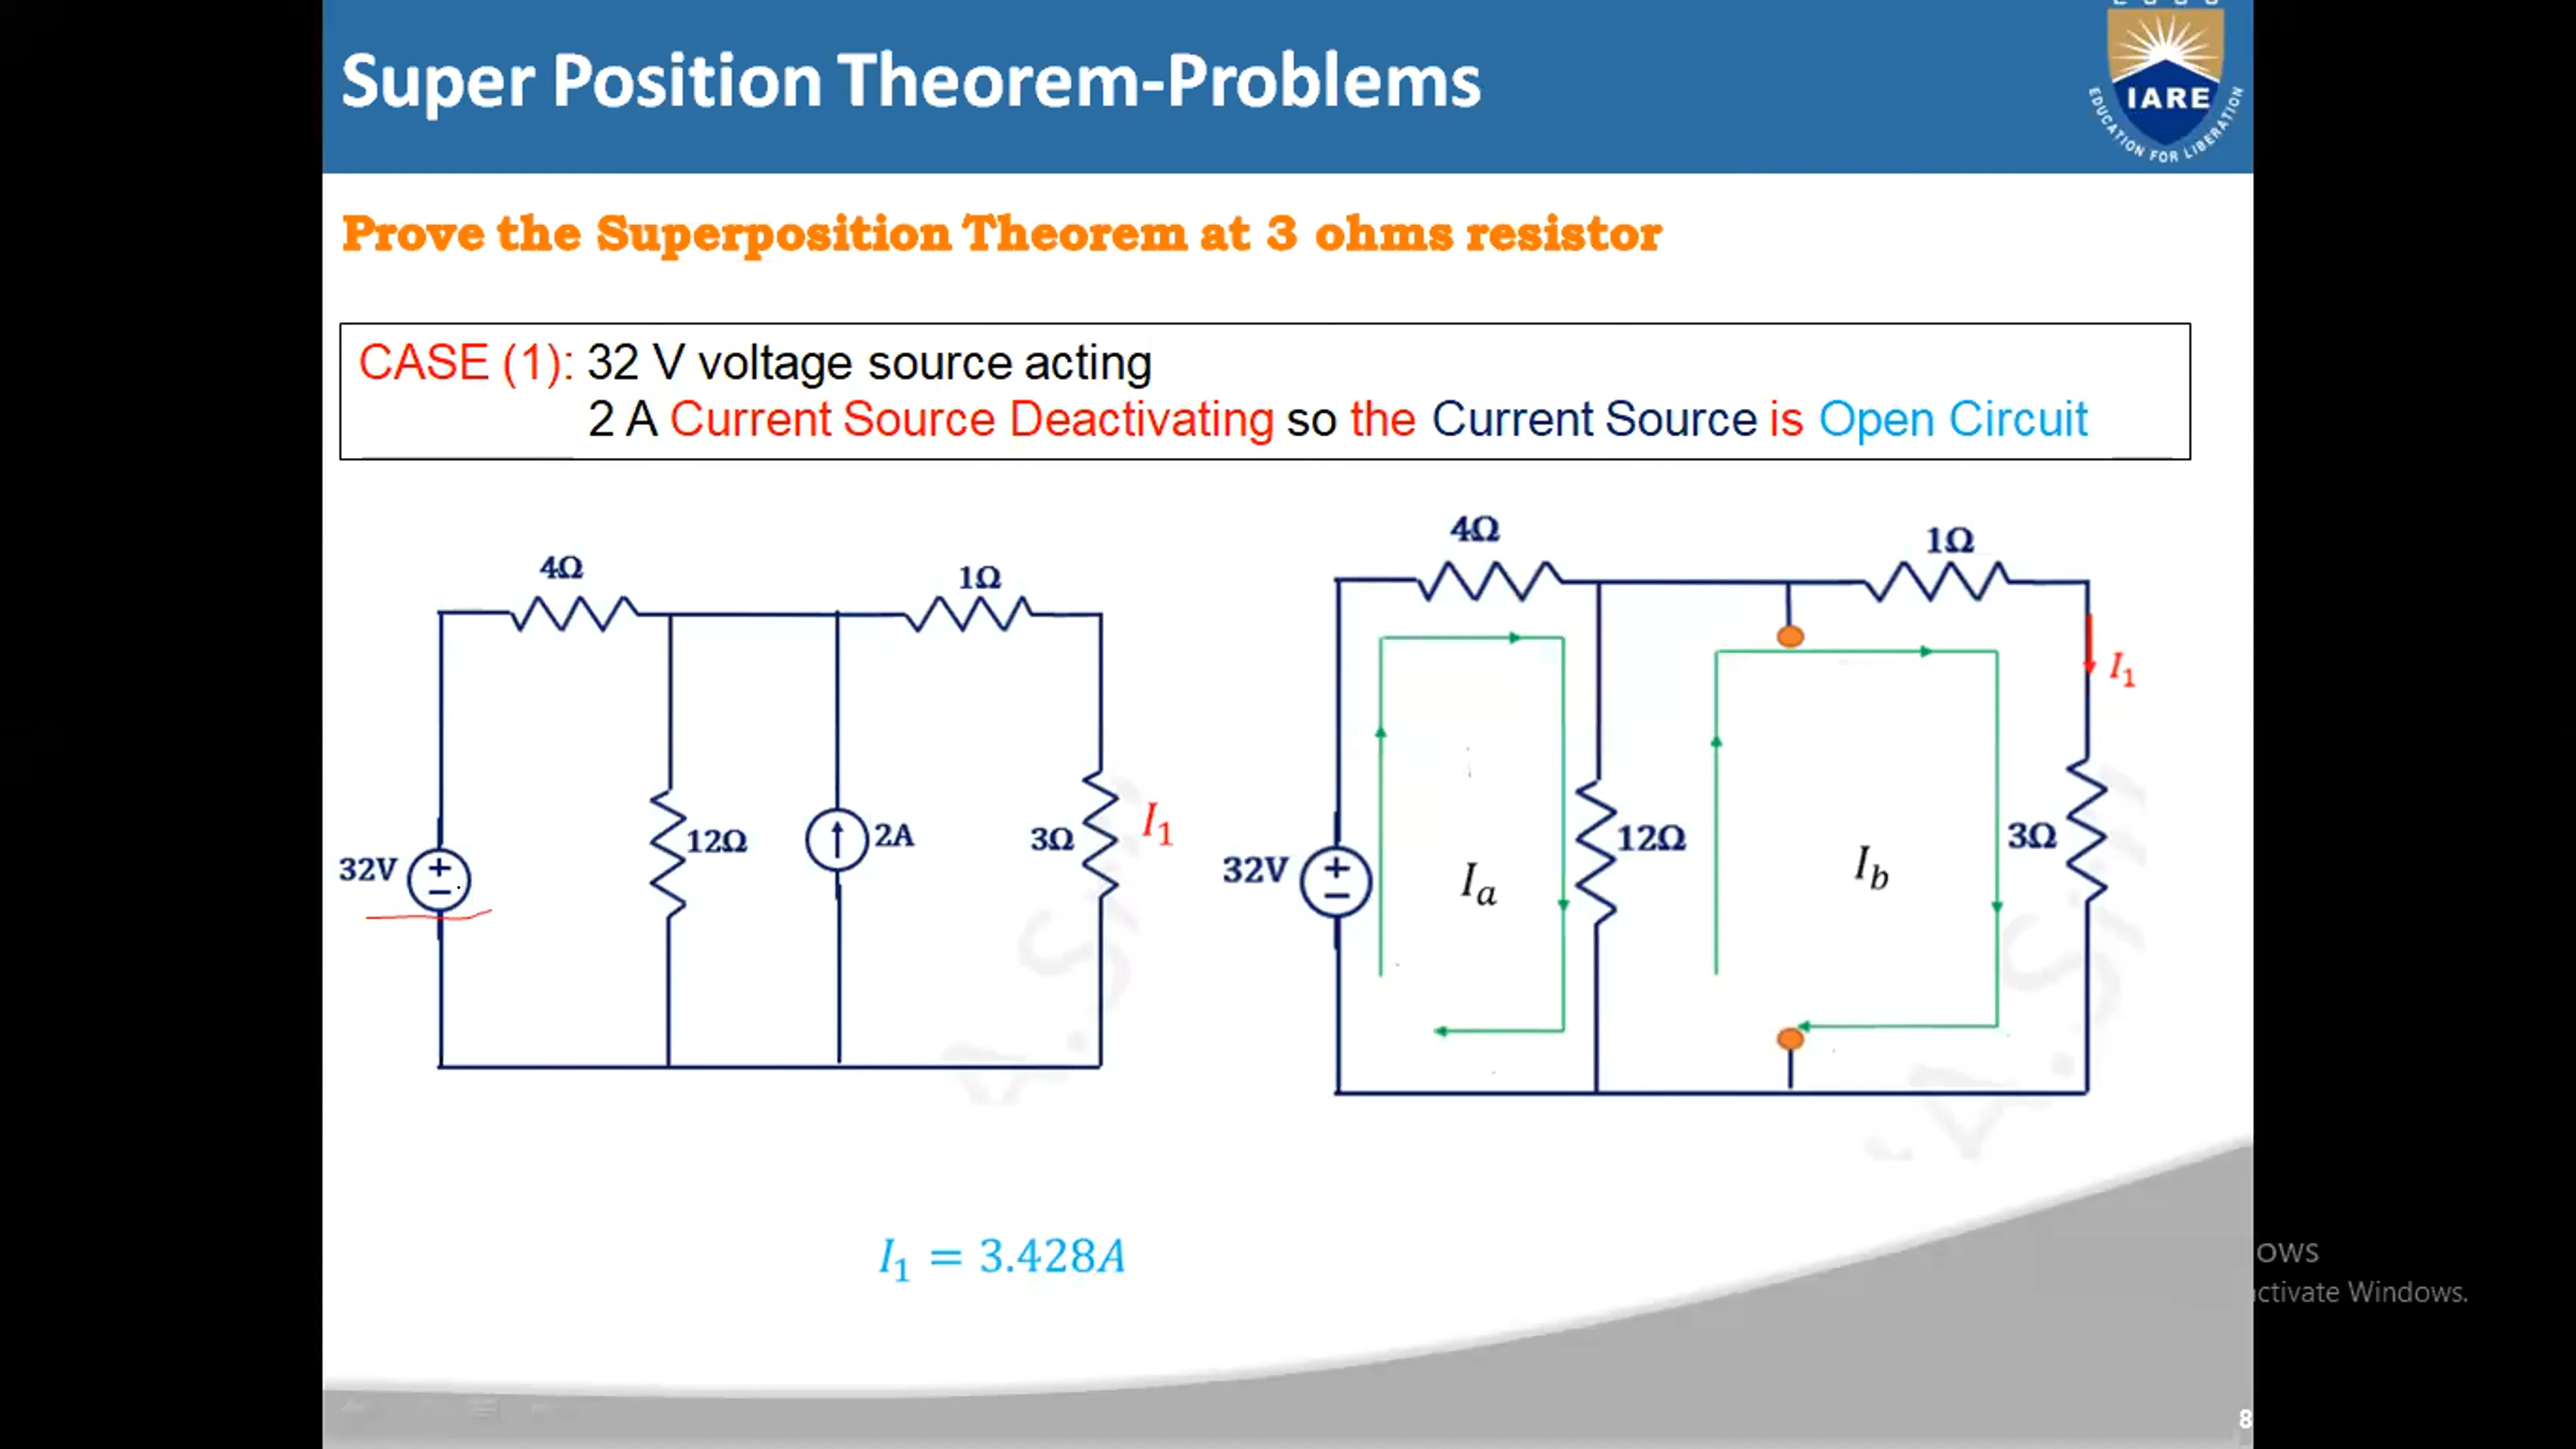 Super Position Theorem-Problems
IARE
EDUCATION FOR LIBERATION
Prove the Superposition Theorem at 3 ohms resistor
CASE (1): 32 V voltage source acting
2 A Current Source Deactivating so the Current Source is Open Circuit
4Ω
1Ω
32V
12Ω
2A
3Ω
I₁
4Ω
1Ω
I₁
32V
Iₐ
12Ω
I_b
3Ω
I₁ = 3.428A
ows
ctivate Windows.
8